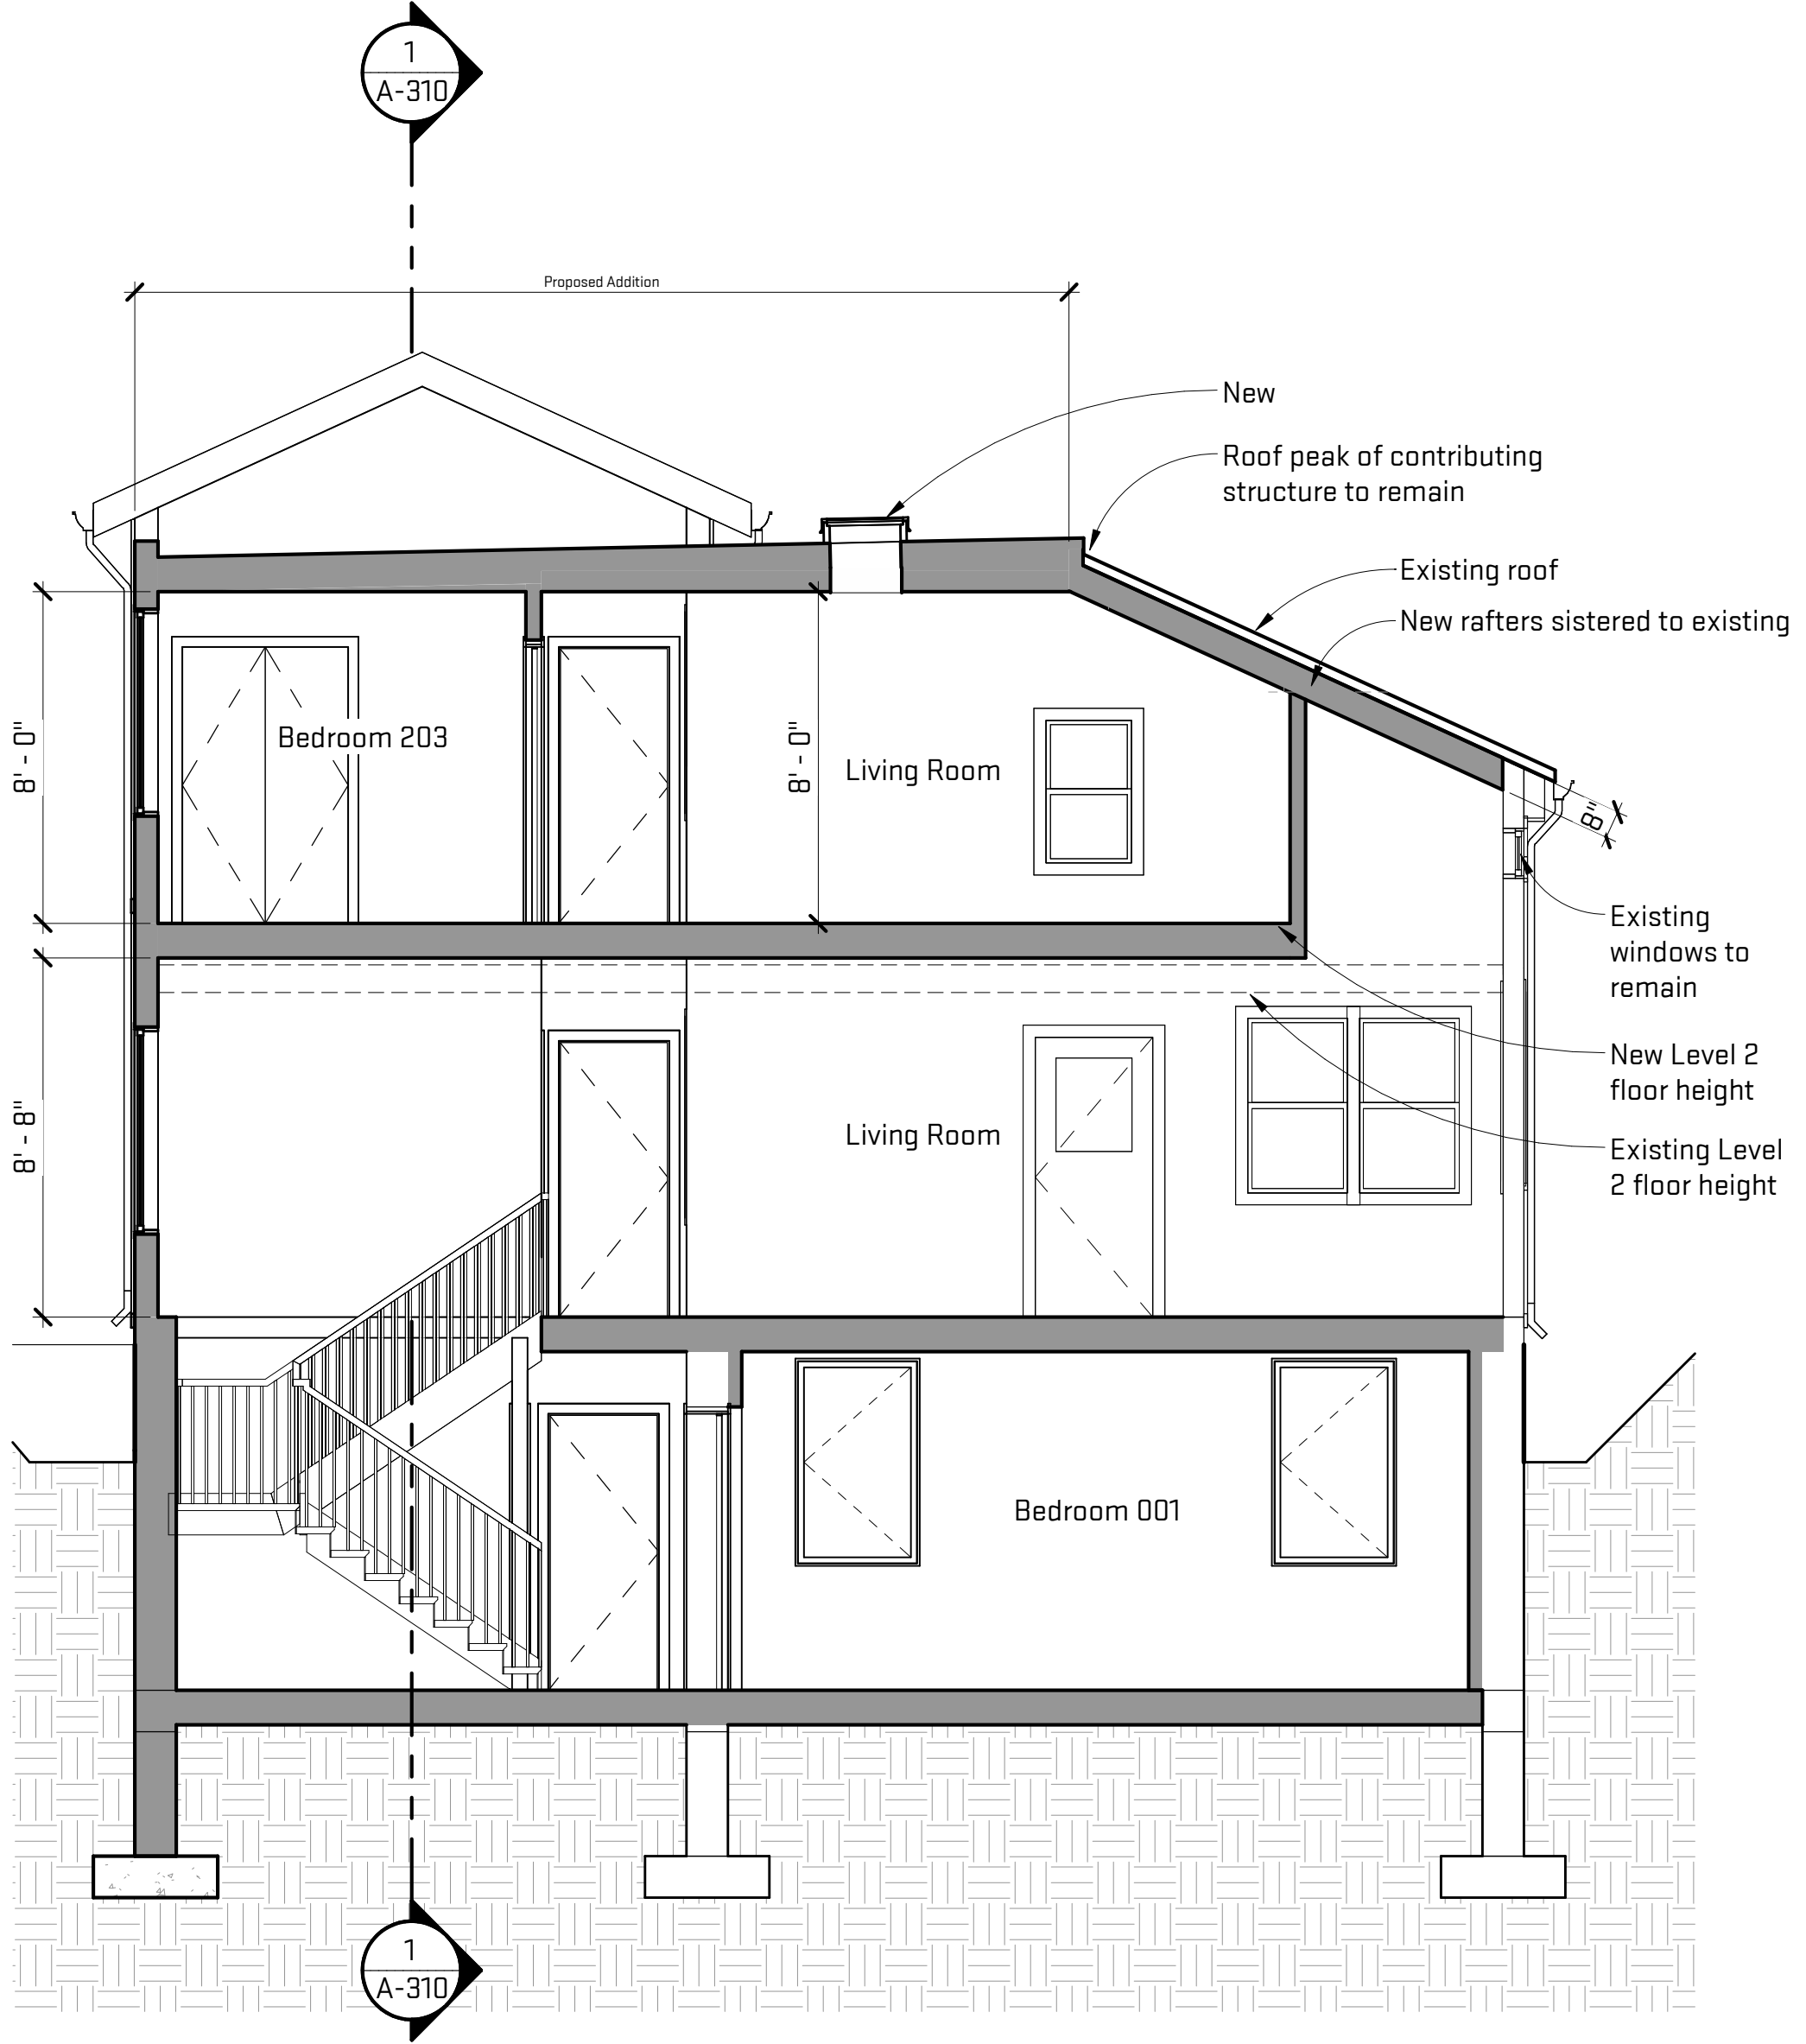 1
A-310
Proposed Addition
New
Roof peak of contributing
structure to remain
Existing roof
New rafters sistered to existing
8' - 0"
Bedroom 203
8' - 0"
Living Room
8"
Existing
windows to
remain
New Level 2
floor height
8' - 8"
Living Room
Existing Level
2 floor height
Bedroom 001
1
A-310